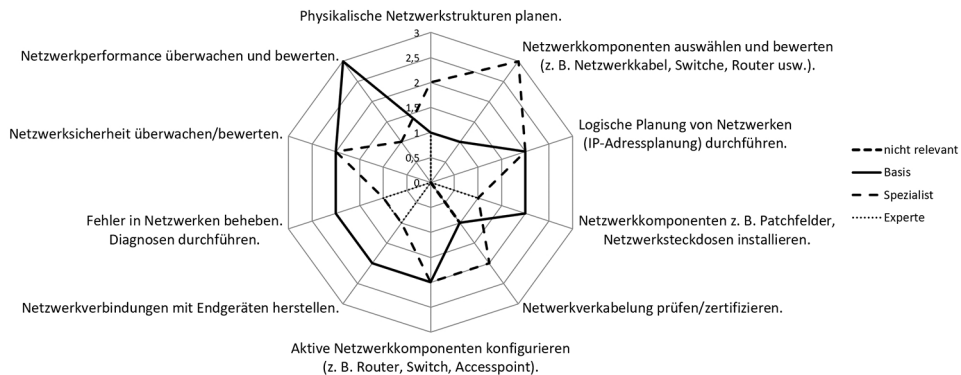 Physikalische Netzwerkstrukturen planen.
3
2,5
2
1,5
1
0,5
0
Netzwerkkomponenten auswählen und bewerten
(z. B. Netzwerkkabel, Switche, Router usw.).
Logische Planung von Netzwerken
(IP-Adressplanung) durchführen.
Netzwerkkomponenten z. B. Patchfelder,
Netzwerksteckdosen installieren.
Netwerkverkabelung prüfen/zertifizieren.
Aktive Netzwerkkomponenten konfigurieren
(z. B. Router, Switch, Accesspoint).
Netzwerkverbindungen mit Endgeräten herstellen.
Fehler in Netzwerken beheben.
Diagnosen durchführen.
Netzwerksicherheit überwachen/bewerten.
Netzwerkperformance überwachen und bewerten.
nicht relevant
Basis
Spezialist
Experte